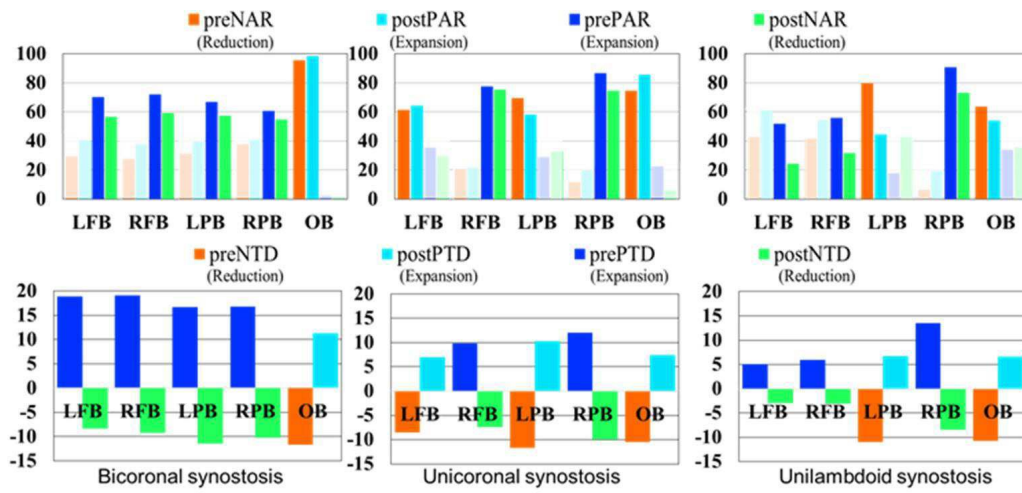 preNAR postPAR prePAR postNAR
(Reduction) (Expansion) (Expansion) (Reduction)
100 100 100
80 80 80
60 60 60
40 40 40
20 20 20
0 0 0
LFB RFB LPB RPB OB LFB RFB LPB RPB OB LFB RFB LPB RPB OB
preNTD postPTD prePTD postNTD
(Reduction) (Expansion) (Expansion) (Reduction)
20 20 20
15 15 15
10 10 10
5 5 5
0 0 0
LFB RFB LPB RPB OB LFB RFB LPB RPB OB LFB RFB LPB RPB OB
-5 -5 -5
-10 -10 -10
-15 -15 -15
Bicoronal synostosis Unicoronal synostosis Unilambdoid synostosis